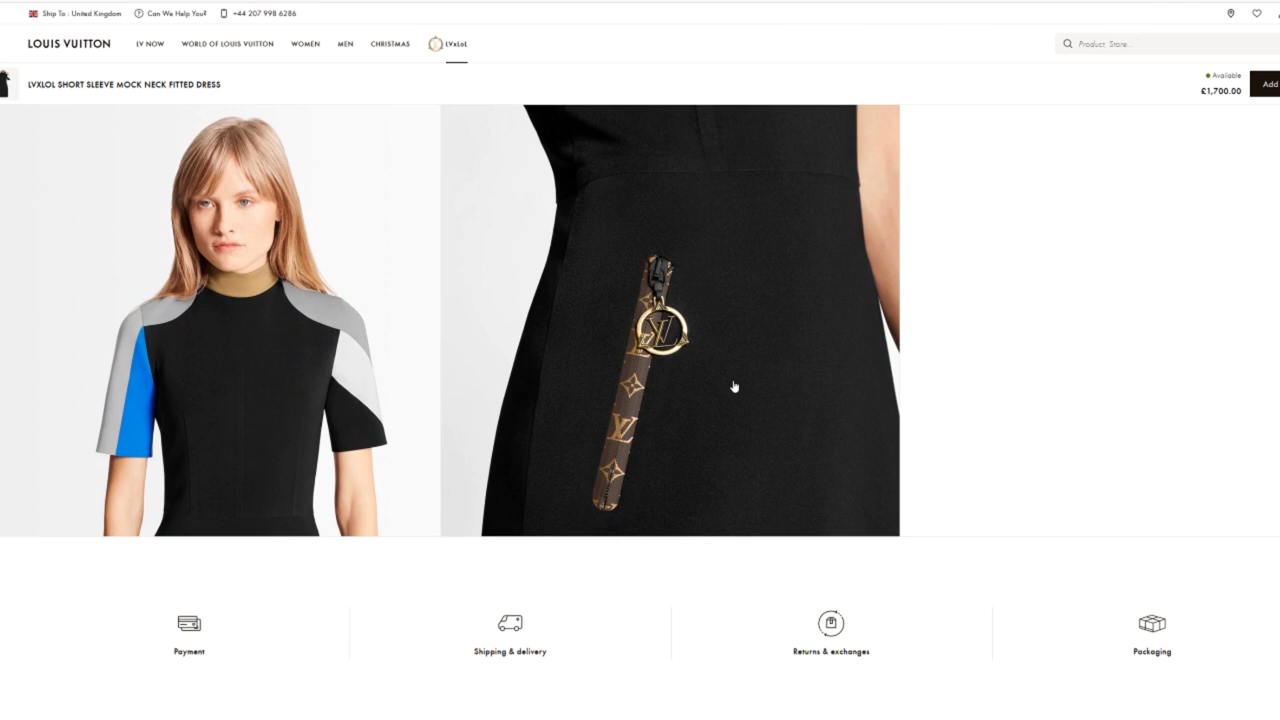 Ship To : United Kingdom
Can We Help You?
+44 207 998 6286
LOUIS VUITTON
LV NOW
WORLD OF LOUIS VUITTON
WOMEN
MEN
CHRISTMAS
LVxLoL
Product, Store...
LVXLOL SHORT SLEEVE MOCK NECK FITTED DRESS
Available
£1,700.00
Add
LV
LV
Payment
Shipping & delivery
Returns & exchanges
Packaging